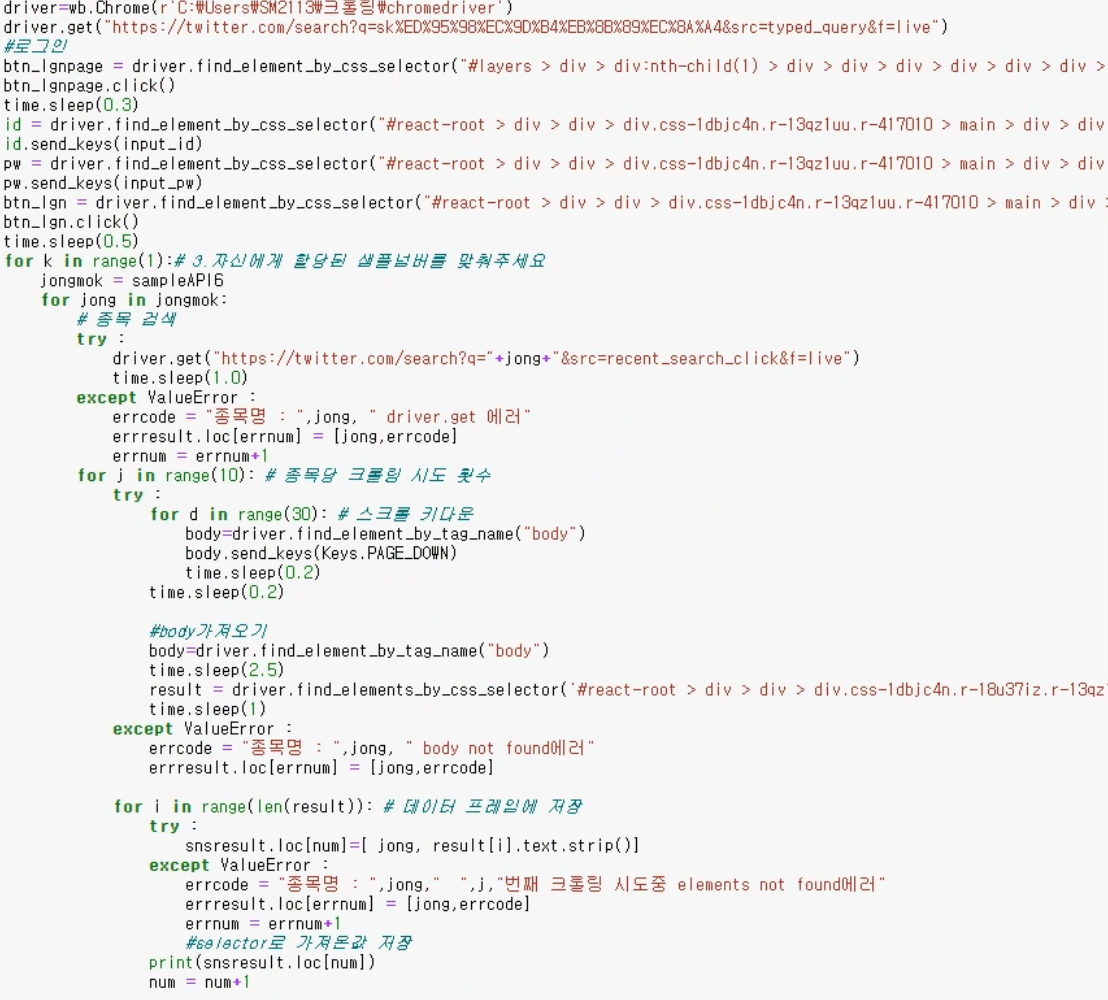 driver=wb.Chrome(r'C:₩Users₩SM2113₩크롤링₩chromedriver')
driver.get("https://twitter.com/search?q=sk%ED%95%98%EC%9D%B4%EB%8B%89%EC%8A%A4&src=typed_query&f=live")
#로그인
btn_lgnpage = driver.find_element_by_css_selector("#layers > div > div:nth-child(1) > div > div > div > div > div > div > div >
btn_lgnpage.click()
time.sleep(0.3)
id = driver.find_element_by_css_selector("#react-root > div > div > div.css-1dbjc4n.r-13qz1uu.r-417010 > main > div > div
id.send_keys(input_id)
pw = driver.find_element_by_css_selector("#react-root > div > div > div.css-1dbjc4n.r-13qz1uu.r-417010 > main > div > div
pw.send_keys(input_pw)
btn_lgn = driver.find_element_by_css_selector("#react-root > div > div > div.css-1dbjc4n.r-13qz1uu.r-417010 > main > div >
btn_lgn.click()
time.sleep(0.5)
for k in range(1):# 3.자신에게 할당된 샘플넘버를 맞춰주세요
    jongmok = sampleAPI6
    for jong in jongmok:
        # 종목 검색
        try :
            driver.get("https://twitter.com/search?q="+jong+"&src=recent_search_click&f=live")
            time.sleep(1.0)
        except ValueError :
            errcode = "종목명 : ",jong, " driver.get 에러"
            errresult.loc[errnum] = [jong,errcode]
            errnum = errnum+1
        for j in range(10): # 종목당 크롤링 시도 횟수
            try :
                for d in range(30): # 스크롤 키다운
                    body=driver.find_element_by_tag_name("body")
                    body.send_keys(Keys.PAGE_DOWN)
                    time.sleep(0.2)
                time.sleep(0.2)
                #body가져오기
                body=driver.find_element_by_tag_name("body")
                time.sleep(2.5)
                result = driver.find_elements_by_css_selector('#react-root > div > div > div.css-1dbjc4n.r-18u37iz.r-13qz
                time.sleep(1)
            except ValueError :
                errcode = "종목명 : ",jong, " body not found에러"
                errresult.loc[errnum] = [jong,errcode]
            for i in range(len(result)): # 데이터 프레임에 저장
                try :
                    snsresult.loc[num]=[ jong, result[i].text.strip()]
                except ValueError :
                    errcode = "종목명 : ",jong,"  ",j,"번째 크롤링 시도중 elements not found에러"
                    errresult.loc[errnum] = [jong,errcode]
                    errnum = errnum+1
                    #selector로 가져온값 저장
                print(snsresult.loc[num])
                num = num+1